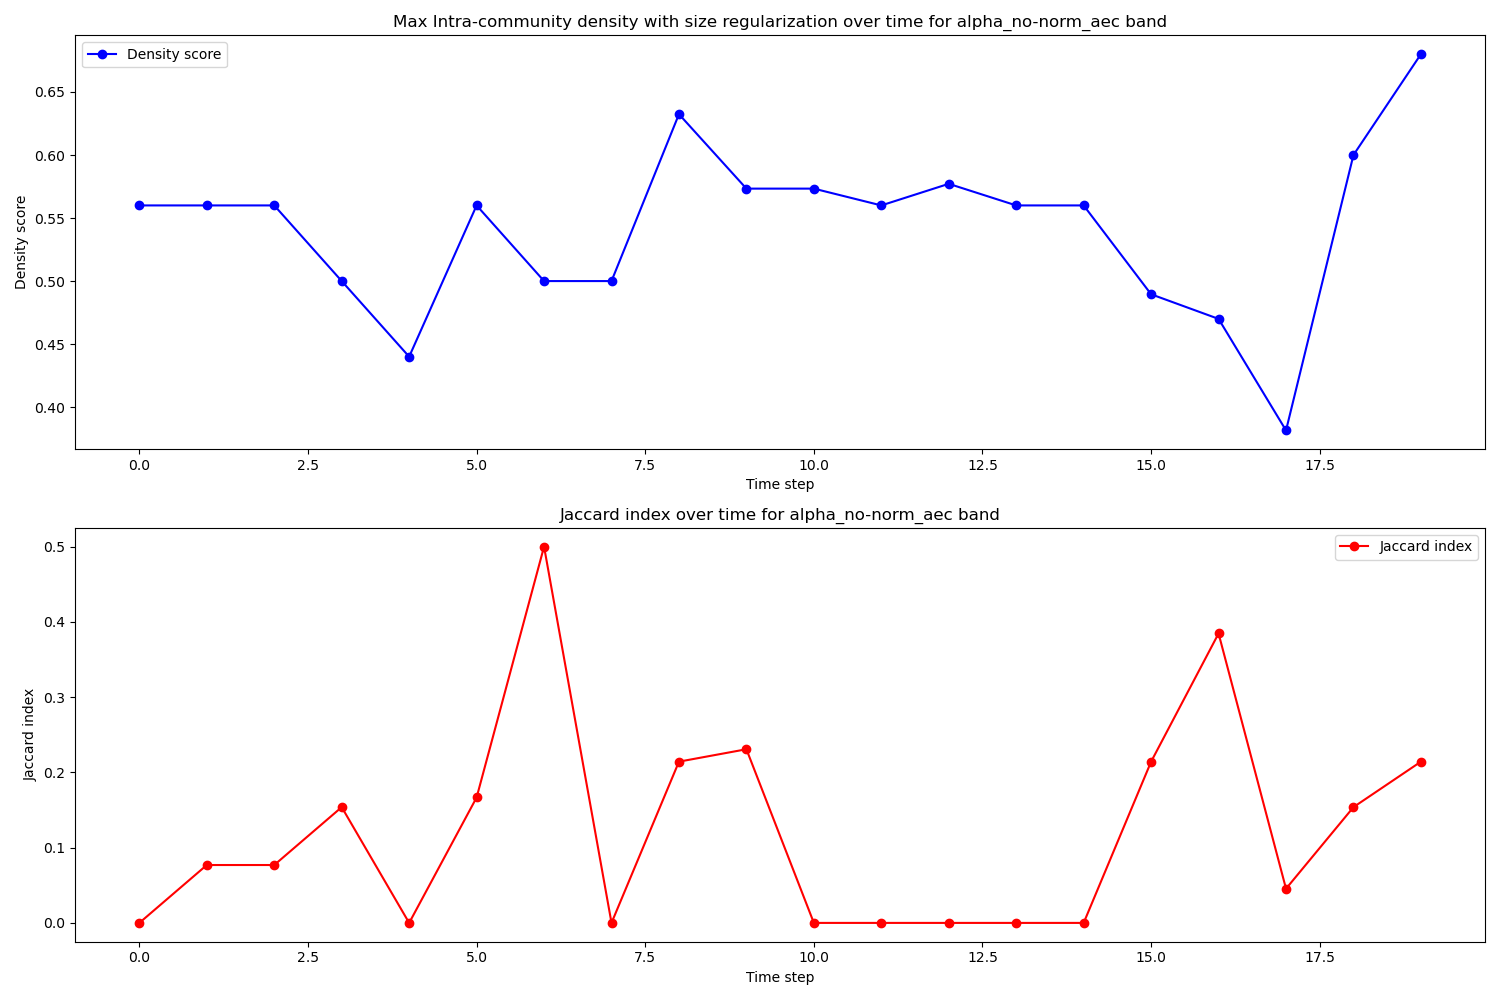 Max Intra-community density with size regularization over time for alpha_no-norm_aec band
Density score
Density score
0.65
0.60
0.55
0.50
0.45
0.40
0.0 2.5 5.0 7.5 10.0 12.5 15.0 17.5
Time step
Jaccard index over time for alpha_no-norm_aec band
Jaccard index
Jaccard index
0.5
0.4
0.3
0.2
0.1
0.0
0.0 2.5 5.0 7.5 10.0 12.5 15.0 17.5
Time step